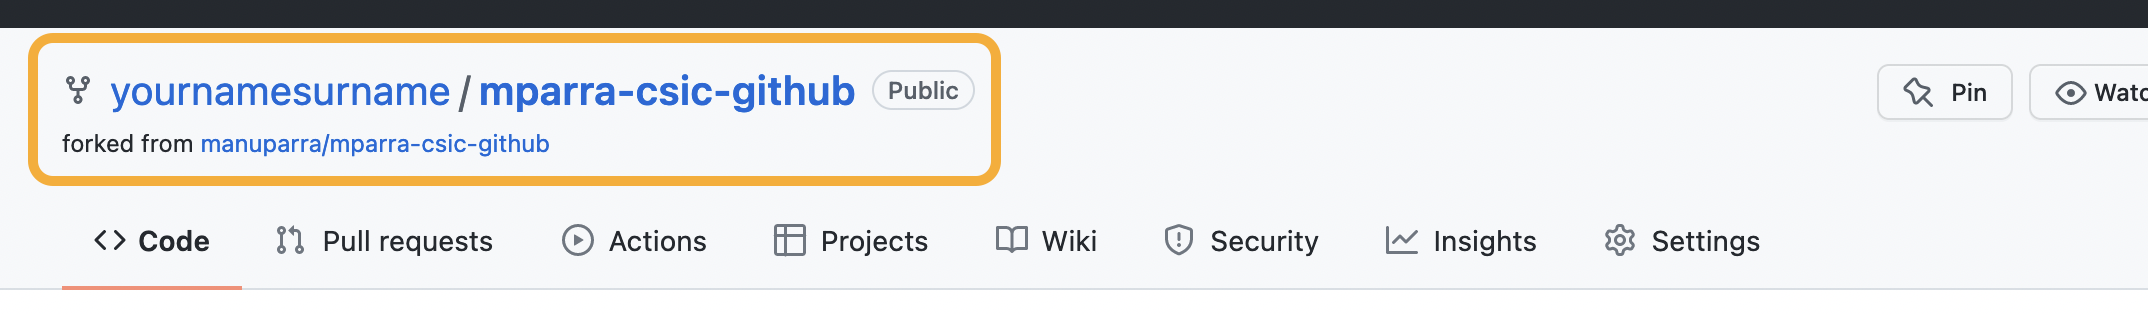 yournamesurname / mparra-csic-github Public
Pin
forked from manuparra/mparra-csic-github
Code Pull requests Actions Projects Wiki Security Insights Settings